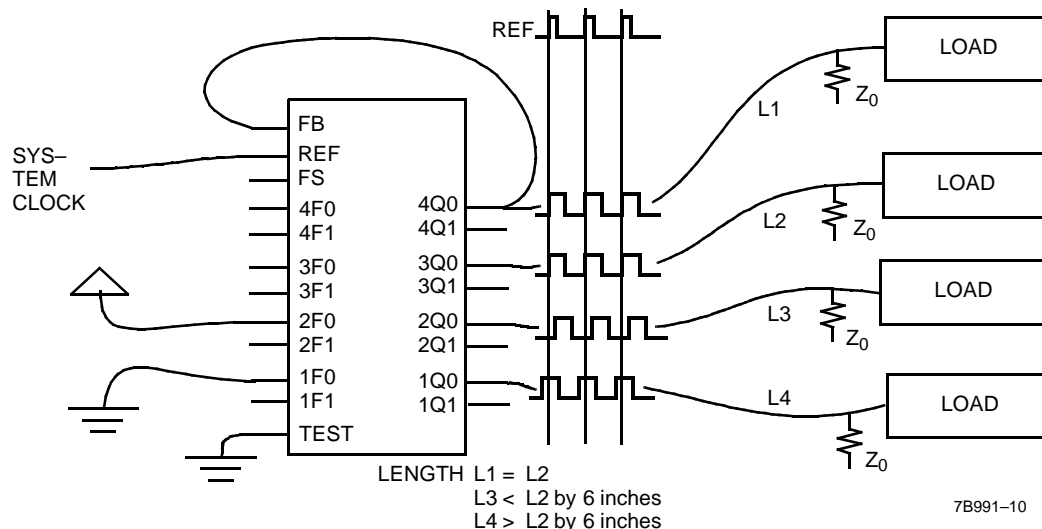 REF
LOAD
Z0
L1
FB
SYS–
TEM
CLOCK
REF
FS
4F0
4F1
3F0
3F1
2F0
2F1
1F0
1F1
TEST
4Q0
4Q1
3Q0
3Q1
2Q0
2Q1
1Q0
1Q1
LOAD
L2
Z0
LOAD
L3
Z0
LOAD
L4
Z0
LENGTH L1 = L2
L3 < L2 by 6 inches
L4 > L2 by 6 inches
7B991–10